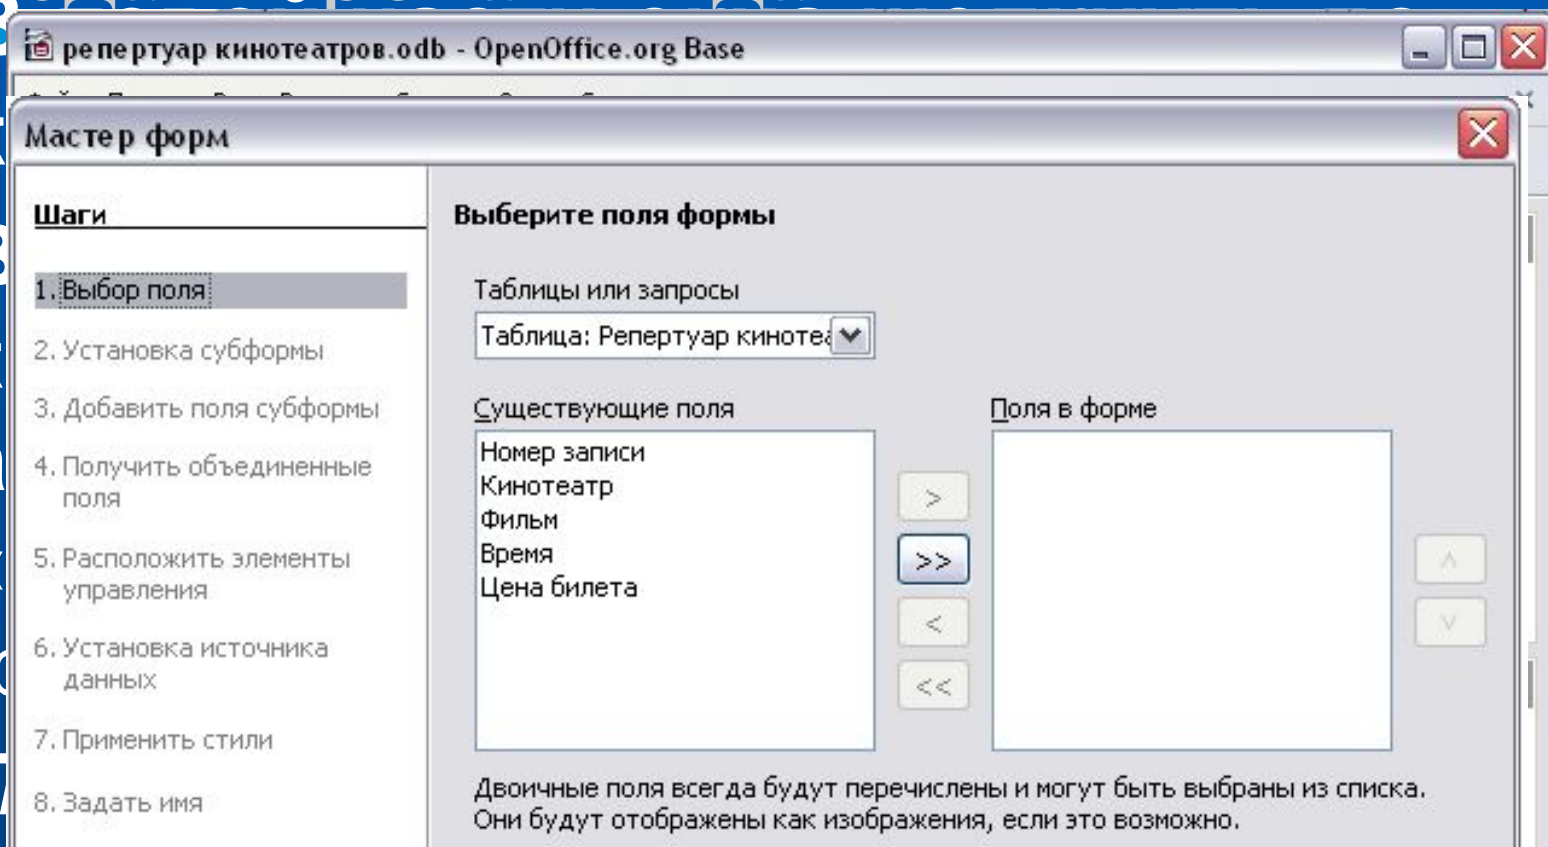 репертуар кинотеатров.odb - OpenOffice.org Base
Мастер форм
Шаги
1. Выбор поля
2. Установка субформы
3. Добавить поля субформы
4. Получить объединенные
поля
5. Расположить элементы
управления
6. Установка источника
данных
7. Применить стили
8. Задать имя
Выберите поля формы
Таблицы или запросы
Таблица: Репертуар киноте
Существующие поля
Номер записи
Кинотеатр
Фильм
Время
Цена билета
>
>>
<
<<
Поля в форме
Двоичные поля всегда будут перечислены и могут быть выбраны из списка.
Они будут отображены как изображения, если это возможно.